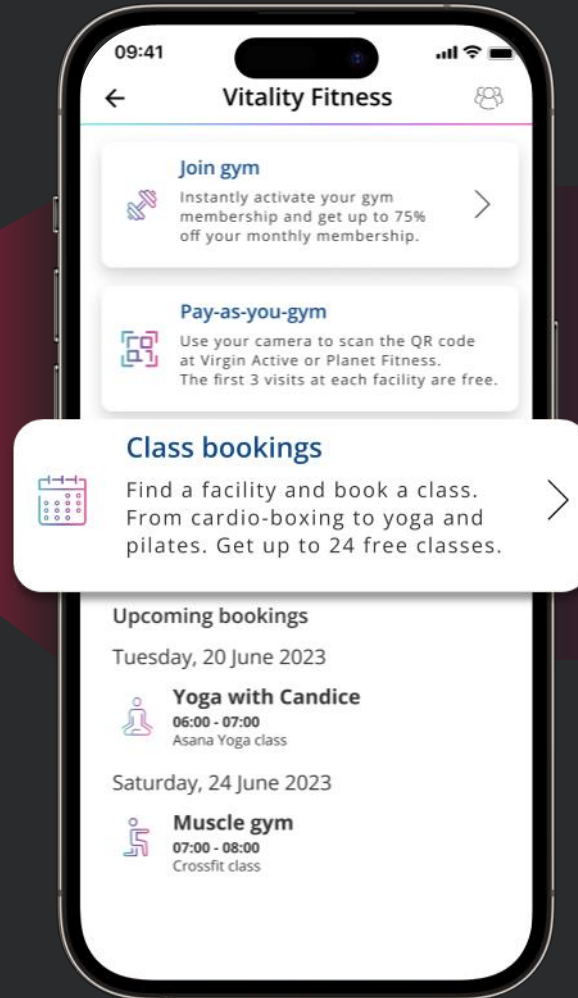 09:41
Vitality Fitness
Join gym
Instantly activate your gym
membership and get up to 75%
off your monthly membership.
Pay-as-you-gym
Use your camera to scan the QR code
at Virgin Active or Planet Fitness.
The first 3 visits at each facility are free.
Class bookings
Find a facility and book a class.
From cardio-boxing to yoga and
pilates. Get up to 24 free classes.
Upcoming bookings
Tuesday, 20 June 2023
Yoga with Candice
06:00 - 07:00
Asana Yoga class
Saturday, 24 June 2023
Muscle gym
07:00 - 08:00
Crossfit class